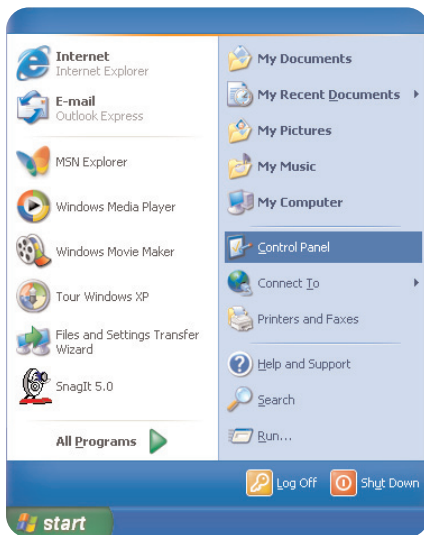 Internet
Internet Explorer
E-mail
Outlook Express
MSN Explorer
Windows Media Player
Windows Movie Maker
Tour Windows XP
Files and Settings Transfer
Wizard
SnagIt 5.0
All Programs
My Documents
My Recent Documents
My Pictures
My Music
My Computer
Control Panel
Connect To
Printers and Faxes
Help and Support
Search
Run...
Log Off
Shut Down
start